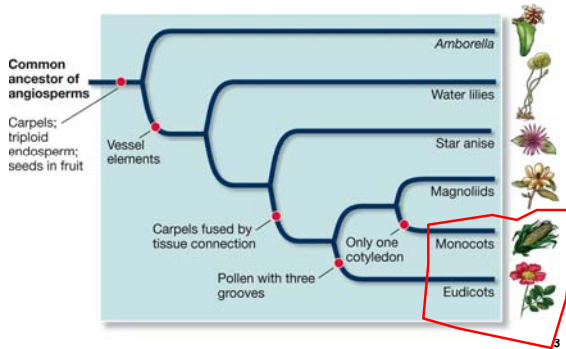 Amborella
Common
ancestor of
angiosperms
Water lilies
Carpels;
triploid
endosperm;
seeds in fruit
Vessel
elements
Star anise
Magnoliids
Carpels fused by
tissue connection
Only one
cotyledon
Monocots
Pollen with three
grooves
Eudicots
3